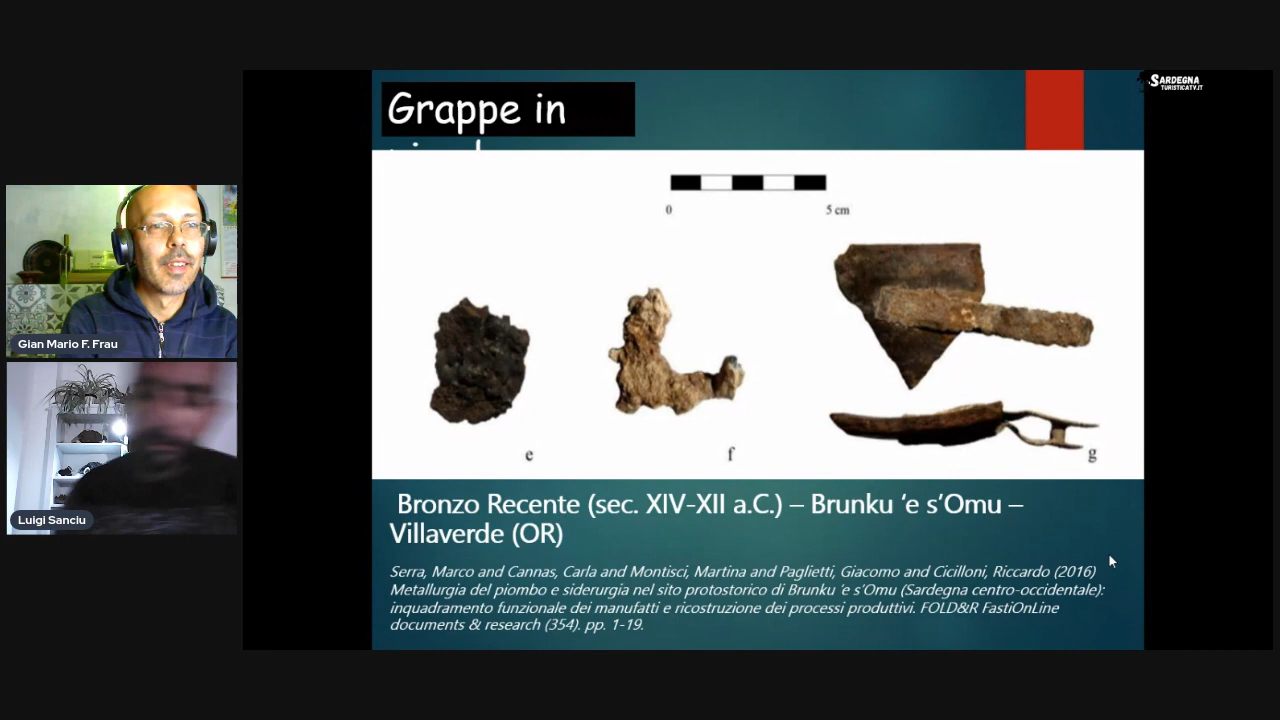 Grappe in
SARDEGNA
TURISTICATV.IT
0
5 cm
e
f
g
Gian Mario F. Frau
Luigi Sanciu
Bronzo Recente (sec. XIV-XII a.C.) – Brunku ‘e s’Omu –
Villaverde (OR)
Serra, Marco and Cannas, Carla and Montisci, Martina and Paglietti, Giacomo and Cicilloni, Riccardo (2016)
Metallurgia del piombo e siderurgia nel sito protostorico di Brunku ‘e s’Omu (Sardegna centro-occidentale):
inquadramento funzionale dei manufatti e ricostruzione dei processi produttivi. FOLD&R FastiOnLine
documents & research (354). pp. 1-19.